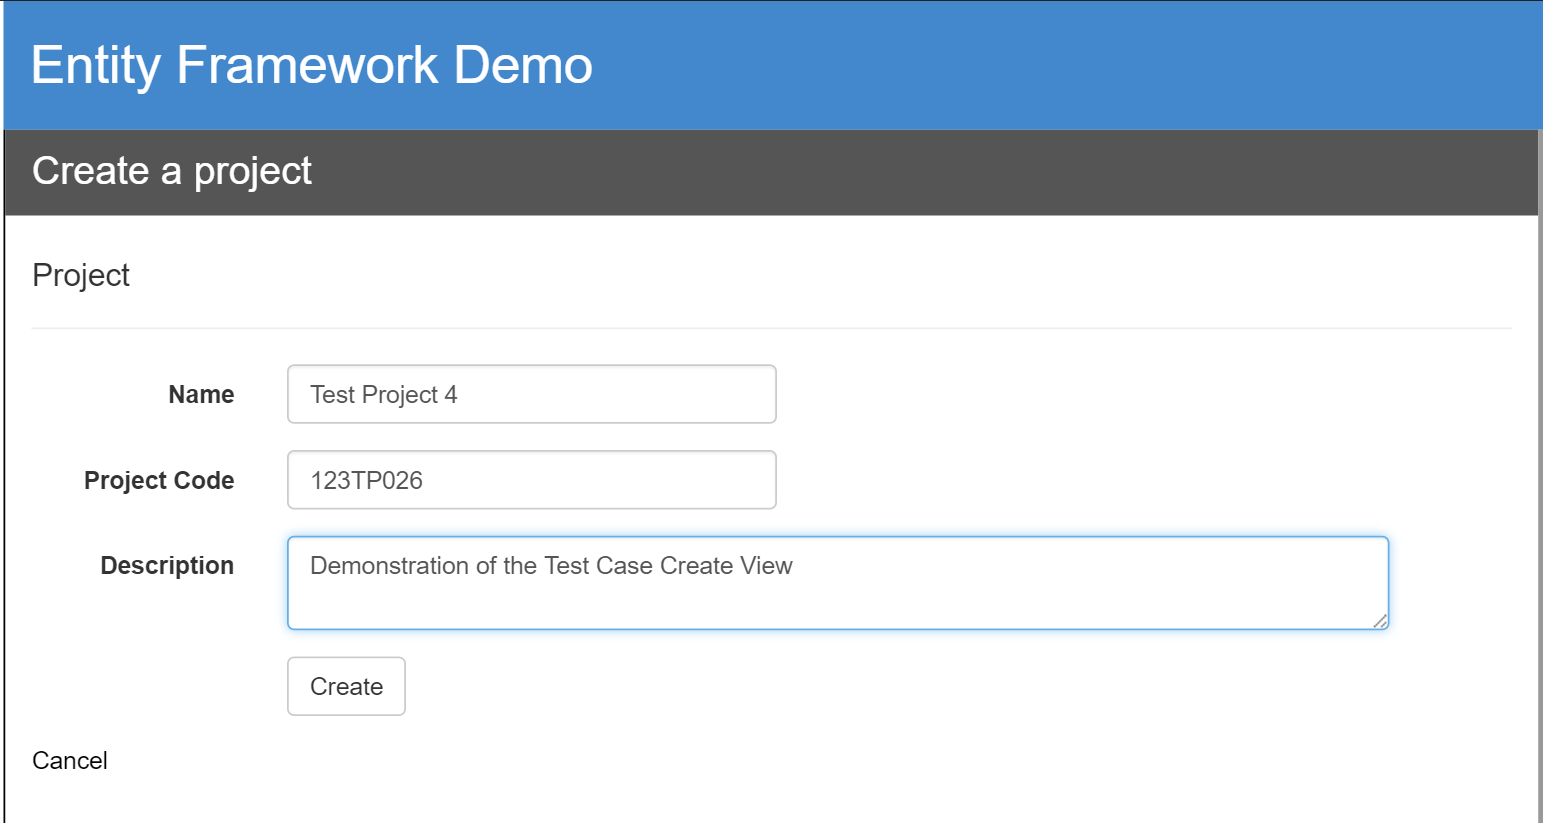 Entity Framework Demo
Create a project
Project
Name
Test Project 4
Project Code
123TP026
Description
Demonstration of the Test Case Create View
Create
Cancel